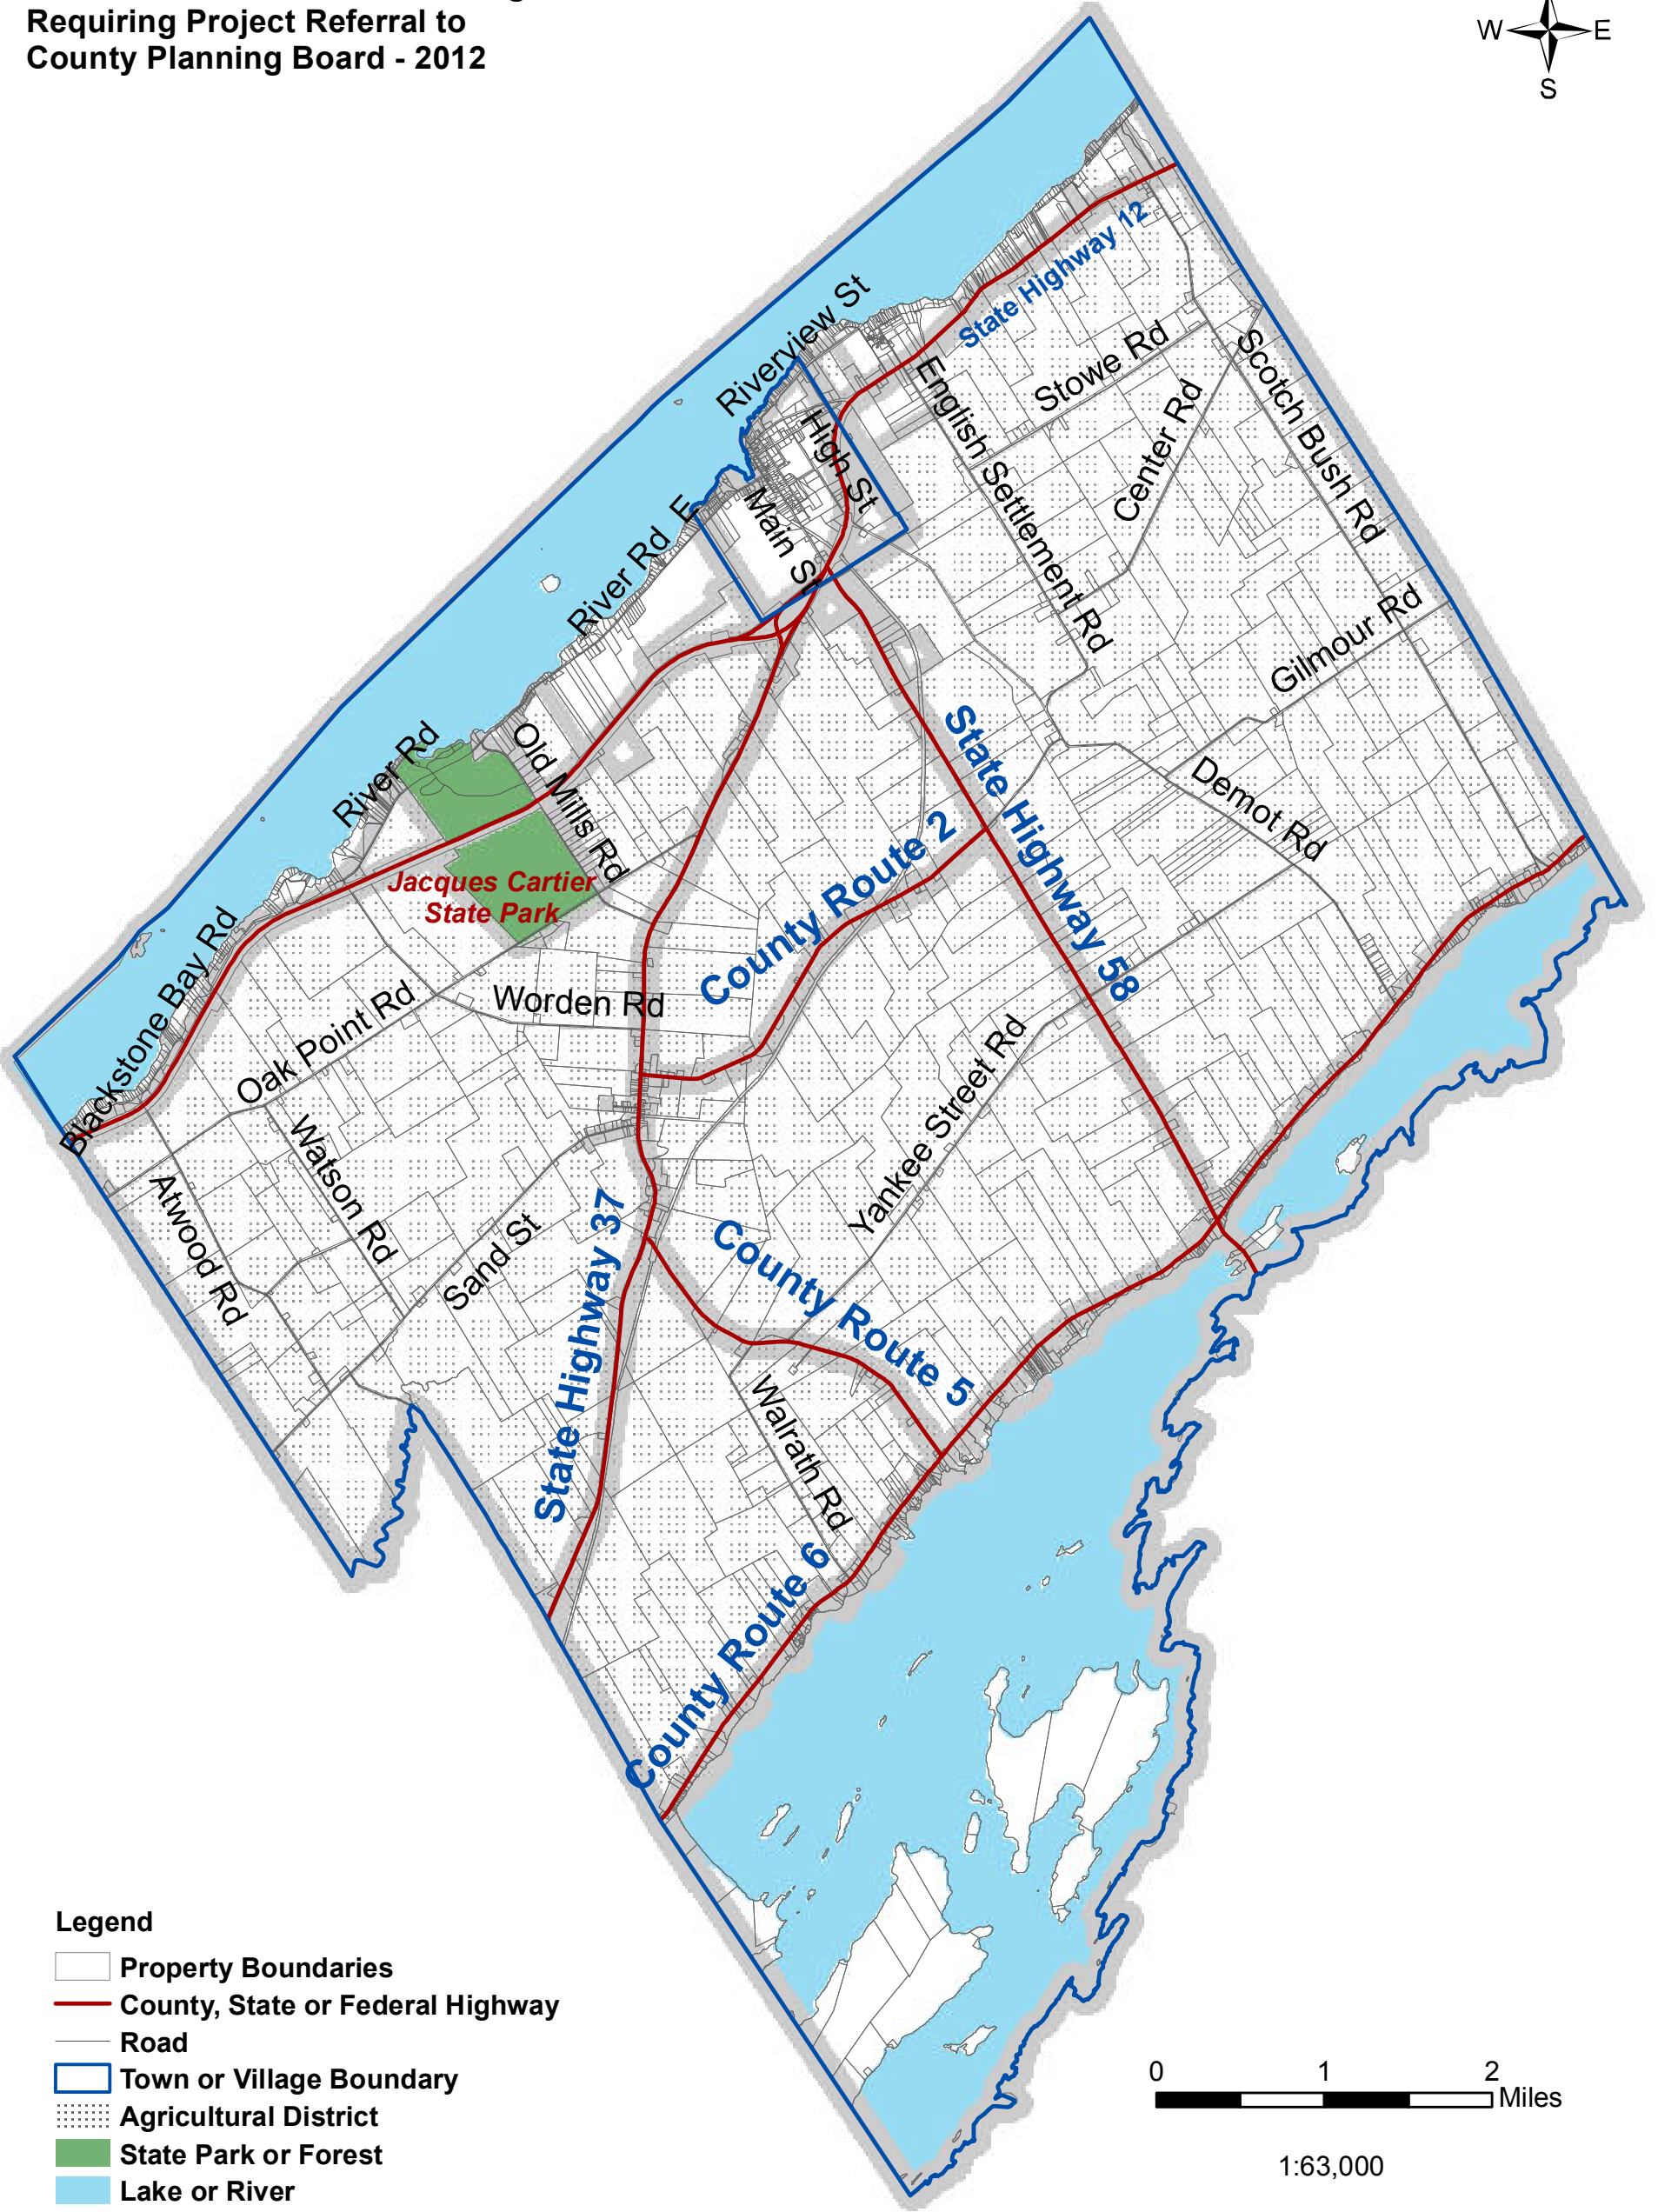 Requiring Project Referral to
County Planning Board - 2012
W
E
S
State Highway 12
Riverview St
Stowe Rd
Scotch Bush Rd
English Settlement Rd
Center Rd
High St
Main St
River Rd E
Gilmour Rd
River Rd
Old Mills Rd
State Highway 58
Demot Rd
County Route 2
Jacques Cartier
State Park
Blackstone Bay Rd
Oak Point Rd
Worden Rd
Yankee Street Rd
Watson Rd
Atwood Rd
Sand St
State Highway 37
County Route 5
Walrath Rd
County Route 6
Legend
Property Boundaries
County, State or Federal Highway
Road
Town or Village Boundary
Agricultural District
State Park or Forest
Lake or River
0 1 2
Miles
1:63,000